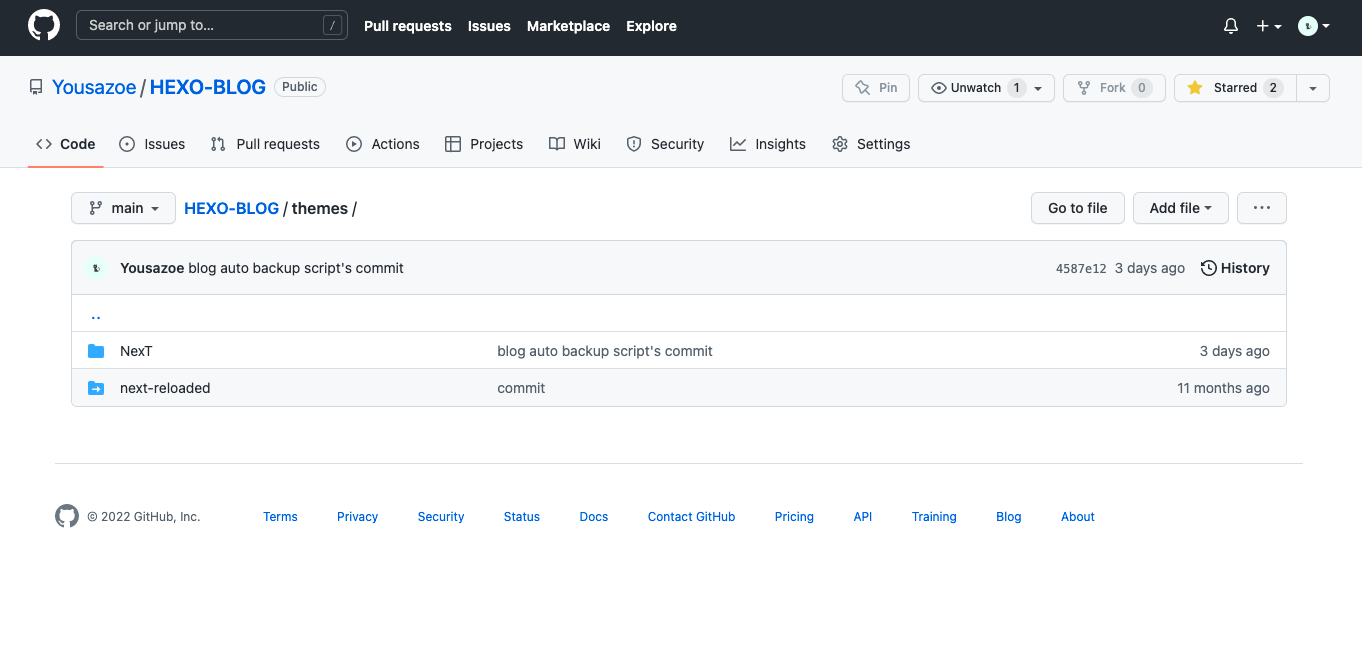 Search or jump to... / Pull requests Issues Marketplace Explore
Yousazoe / HEXO-BLOG Public Pin Unwatch 1 Fork 0 Starred 2
Code Issues Pull requests Actions Projects Wiki Security Insights Settings
main HEXO-BLOG / themes / Go to file Add file ...
Yousazoe blog auto backup script's commit 4587e12 3 days ago History
..
NexT blog auto backup script's commit 3 days ago
next-reloaded commit 11 months ago
© 2022 GitHub, Inc. Terms Privacy Security Status Docs Contact GitHub Pricing API Training Blog About